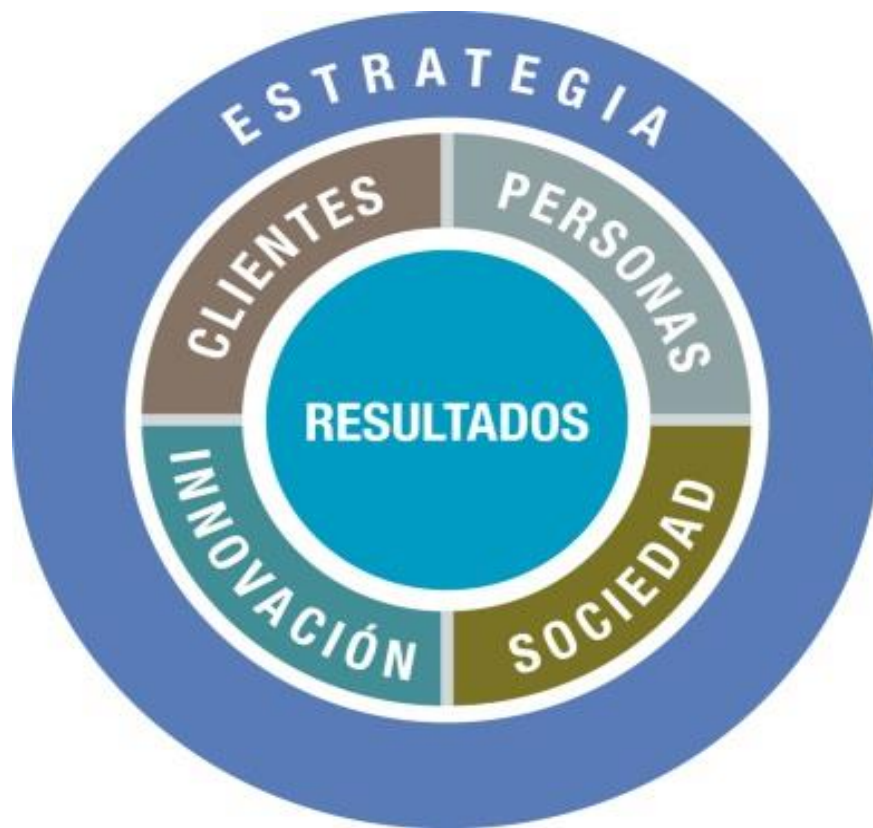 ESTRATEGIA
CLIENTES
PERSONAS
RESULTADOS
INNOVACIÓN
SOCIEDAD